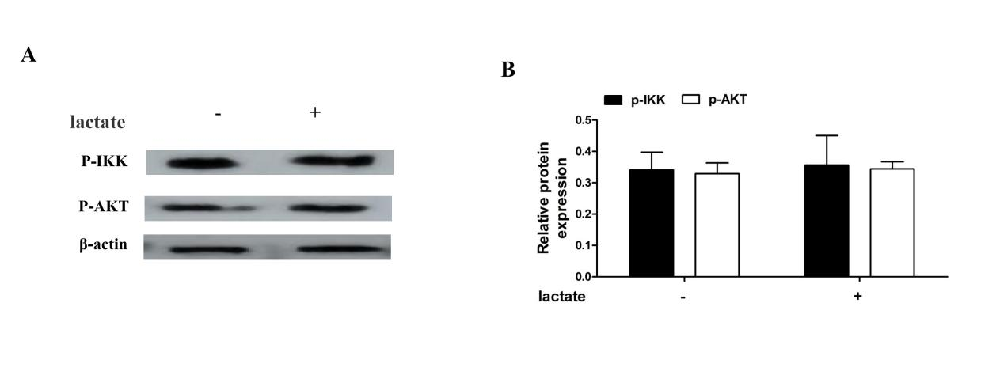 A
lactate - +
P-IKK
P-AKT
β-actin
B
p-IKK p-AKT
Relative protein
expression
0.5
0.4
0.3
0.2
0.1
0.0
lactate - +